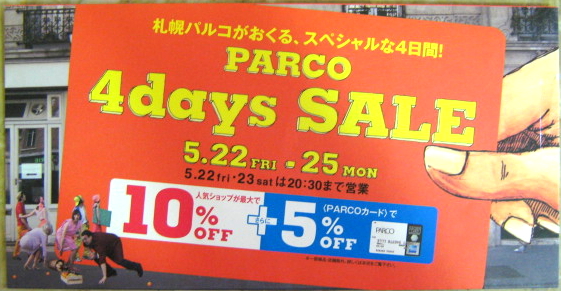 札幌パルコがおくる、スペシャルな4日間!
PARCO
4days SALE
5.22 FRI - 25 MON
5.22 fri・23 sat は20:30まで営業
人気ショップが最大で
10%OFF
さらに
〈PARCOカード〉で
5%OFF
PARCO